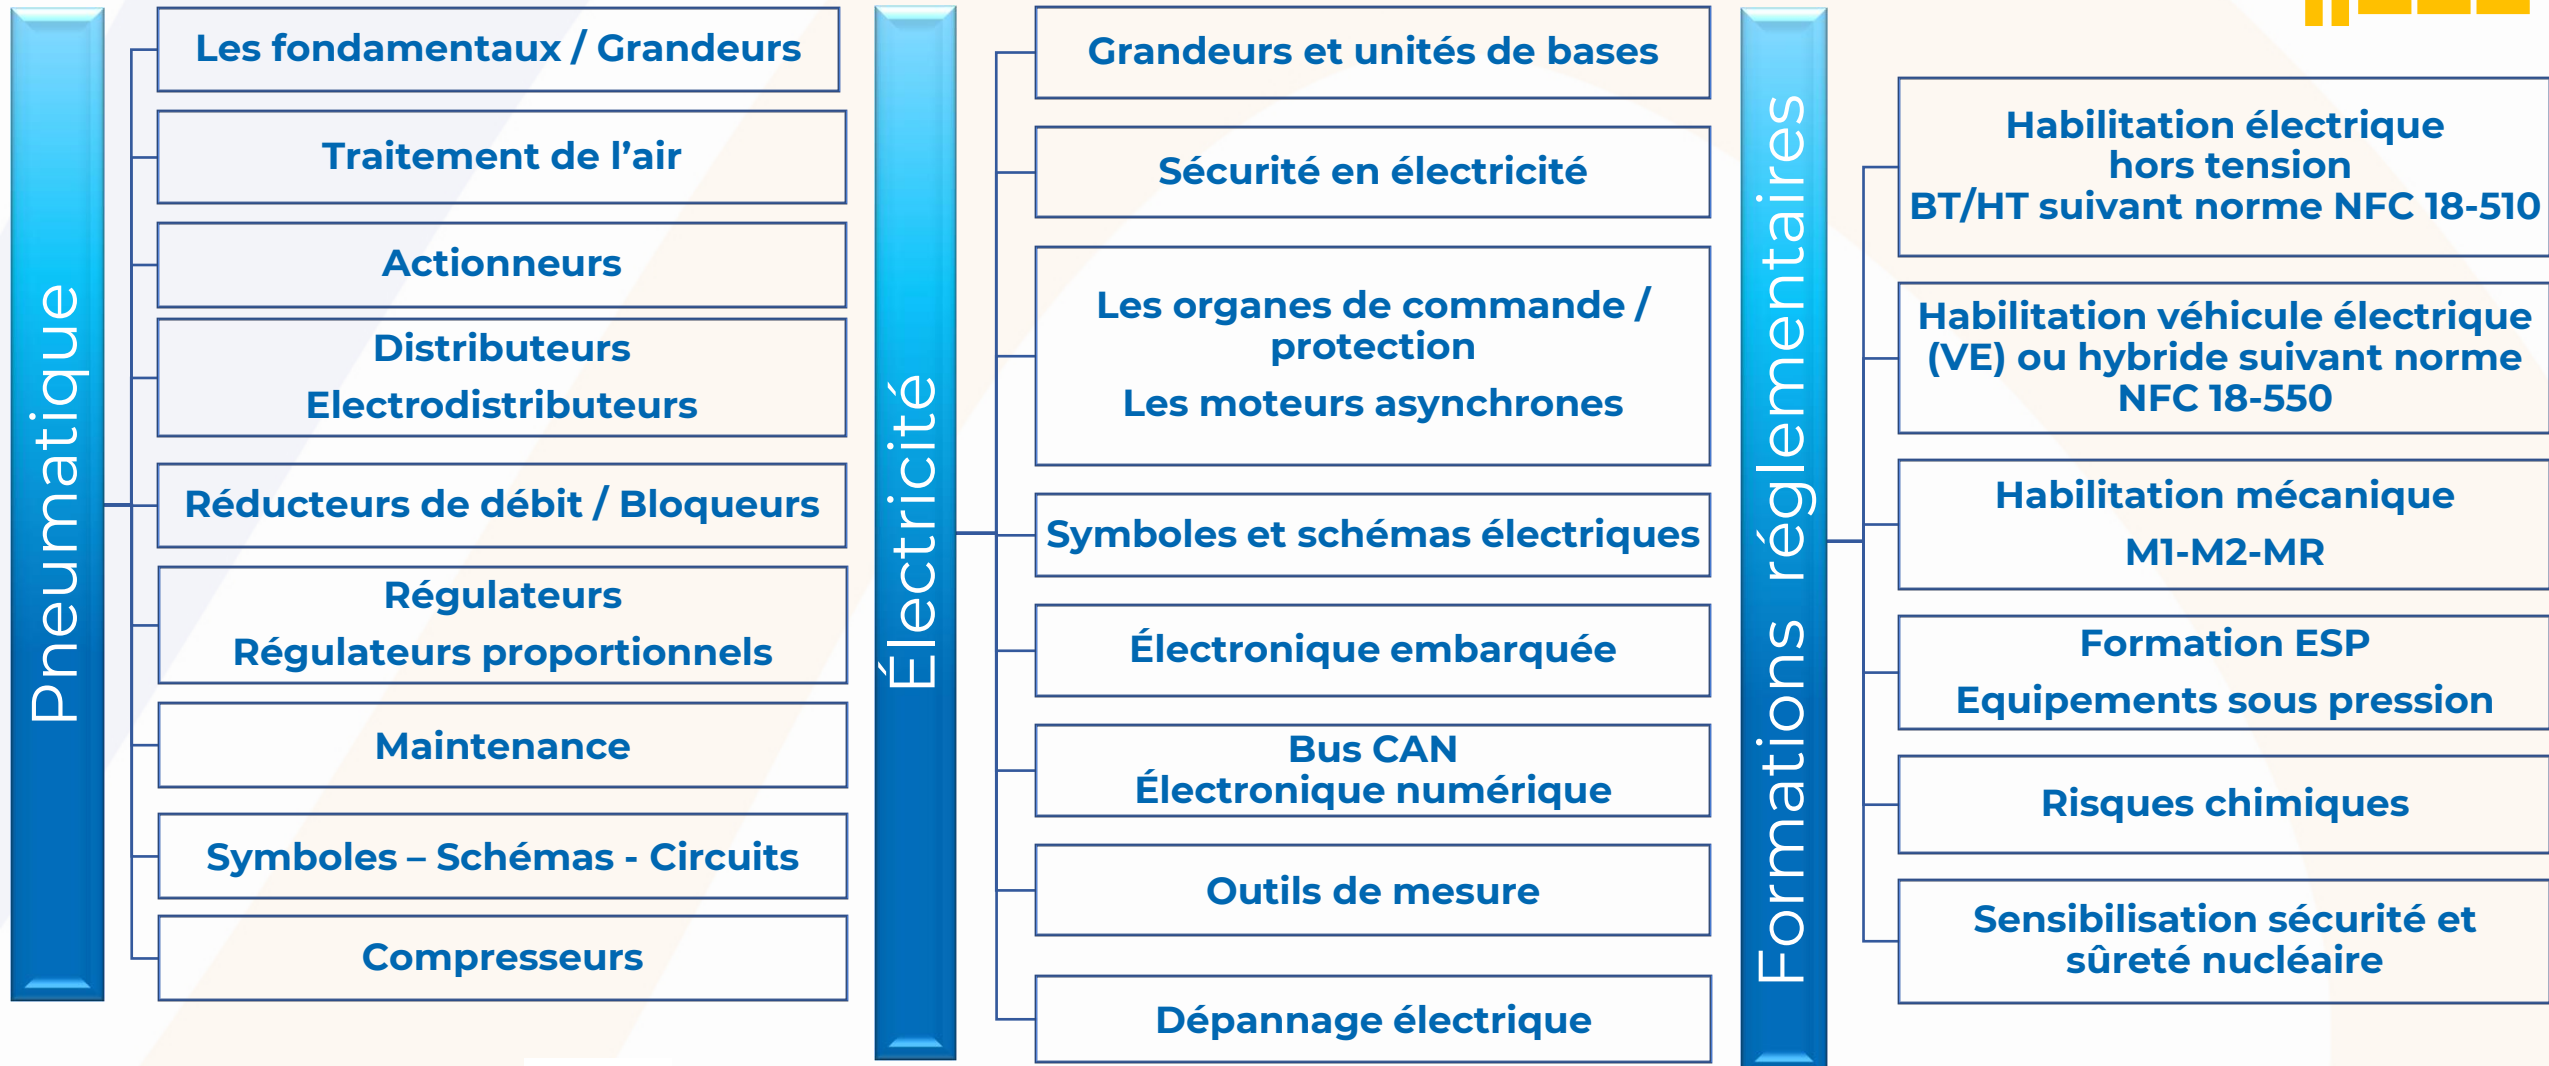 Pneumatique
Les fondamentaux / Grandeurs
Traitement de l’air
Actionneurs
Distributeurs
Electrodistributeurs
Réducteurs de débit / Bloqueurs
Régulateurs
Régulateurs proportionnels
Maintenance
Symboles – Schémas - Circuits
Compresseurs
Électricité
Grandeurs et unités de bases
Sécurité en électricité
Les organes de commande /
protection
Les moteurs asynchrones
Symboles et schémas électriques
Électronique embarquée
Bus CAN
Électronique numérique
Outils de mesure
Dépannage électrique
Formations réglementaires
Habilitation électrique
hors tension
BT/HT suivant norme NFC 18-510
Habilitation véhicule électrique
(VE) ou hybride suivant norme
NFC 18-550
Habilitation mécanique
M1-M2-MR
Formation ESP
Equipements sous pression
Risques chimiques
Sensibilisation sécurité et
sûreté nucléaire